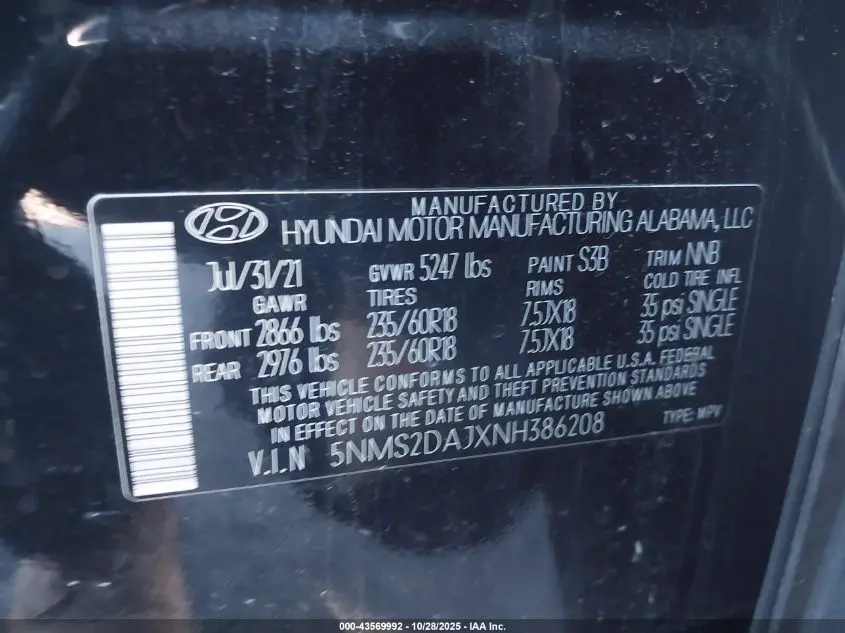 MANUFACTURED BY
HYUNDAI MOTOR MANUFACTURING ALABAMA, LLC
Jul/31/21 GVWR 5247 lbs PAINT S3B TRIM NNB
GAWR TIRES RIMS COLD TIRE INFL
FRONT 2866 lbs 235/60R18 7.5JX18 35 psi SINGLE
REAR 2976 lbs 235/60R18 7.5JX18 35 psi SINGLE
THIS VEHICLE CONFORMS TO ALL APPLICABLE U.S.A. FEDERAL
MOTOR VEHICLE SAFETY AND THEFT PREVENTION STANDARDS
IN EFFECT ON THE DATE OF MANUFACTURE SHOWN ABOVE
V.I.N 5NMS2DAJXNH386208 TYPE: MPV
000-43569992 - 10/28/2025 - IAA Inc.